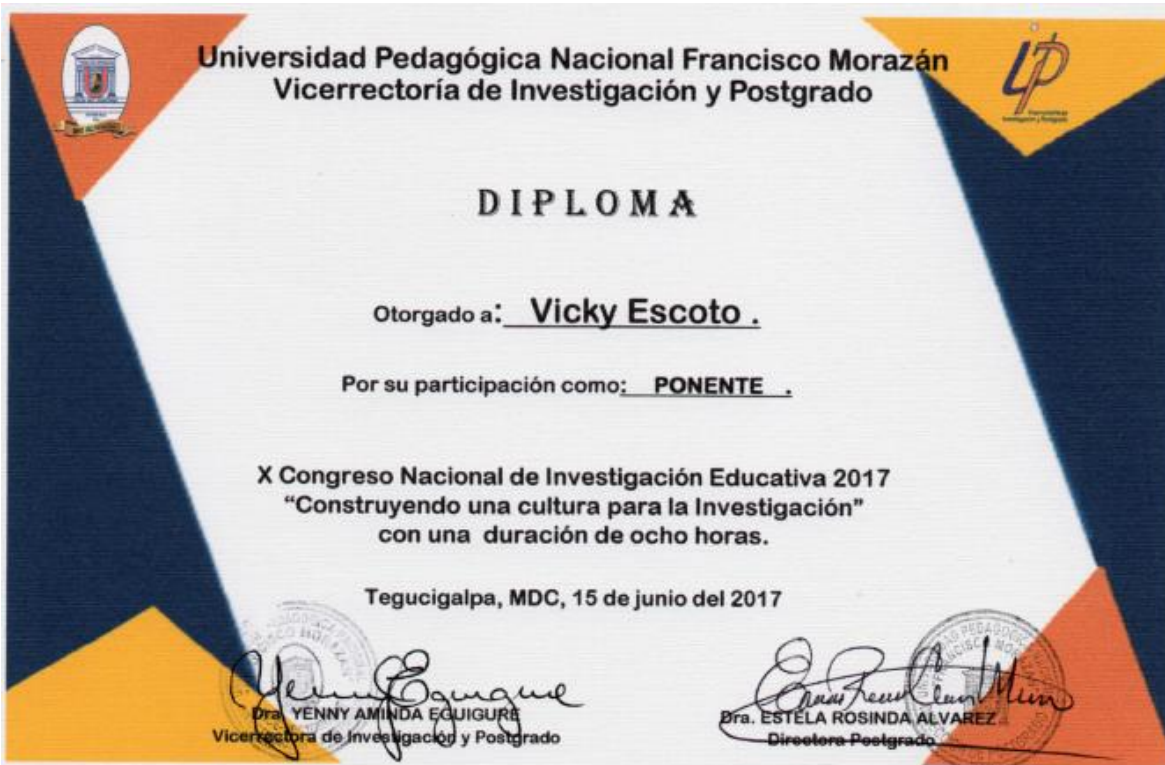 Universidad Pedagógica Nacional Francisco Morazán
Vicerrectoría de Investigación y Postgrado
DIPLOMA
Otorgado a: Vicky Escoto .
Por su participación como: PONENTE .
X Congreso Nacional de Investigación Educativa 2017
“Construyendo una cultura para la Investigación”
con una duración de ocho horas.
Tegucigalpa, MDC, 15 de junio del 2017
Dra. YENNY AMINDA EGUIGURE
Vicerrectora de Investigación y Postgrado
Dra. ESTELA ROSINDA ALVAREZ
Directora Postgrado